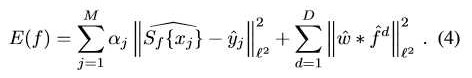 $$E(f) = \sum_{j=1}^{M} \alpha_j \left\| \widehat{S_f\{x_j\}} - \hat{y}_j \right\|_{\ell^2}^2 + \sum_{d=1}^{D} \left\| \hat{w} * \hat{f}^d \right\|_{\ell^2}^2 . \quad (4)$$